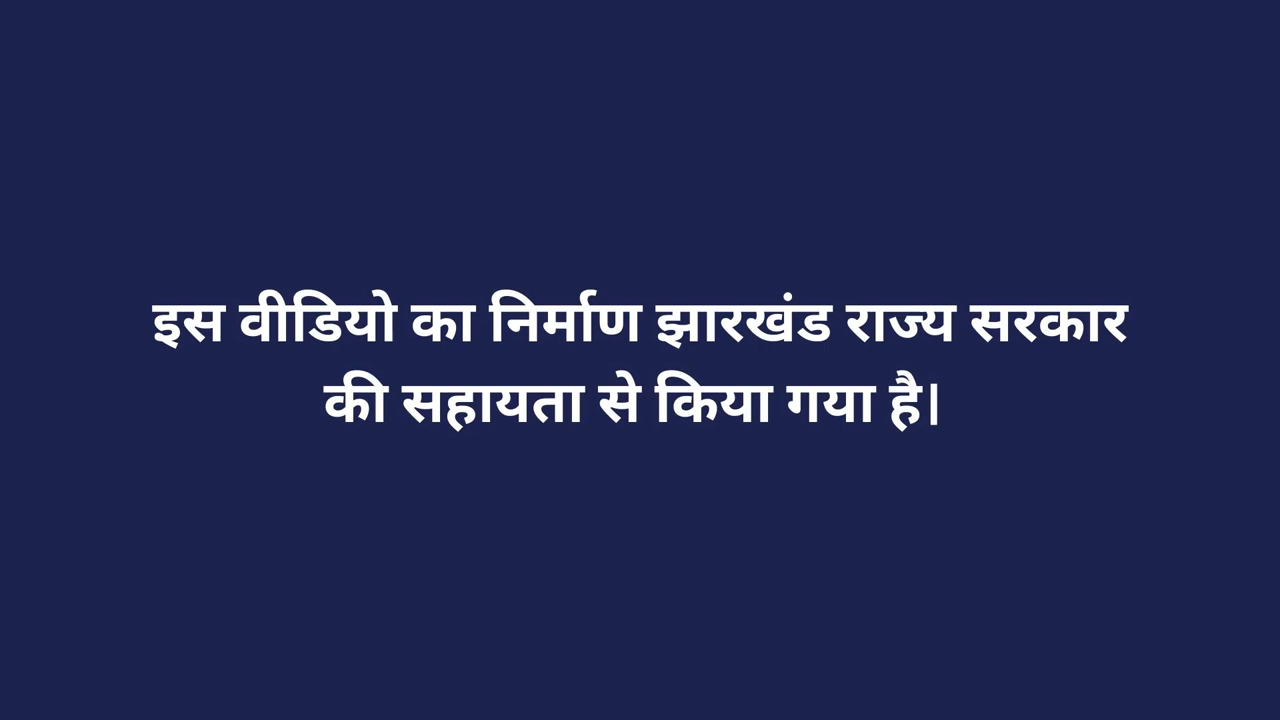 इस वीडियो का निर्माण झारखंड राज्य सरकार
की सहायता से किया गया है।